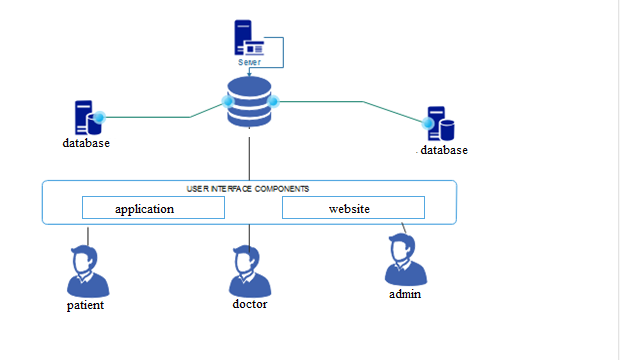 Server
database
database
USER INTERFACE COMPONENTS
application
website
patient
doctor
admin